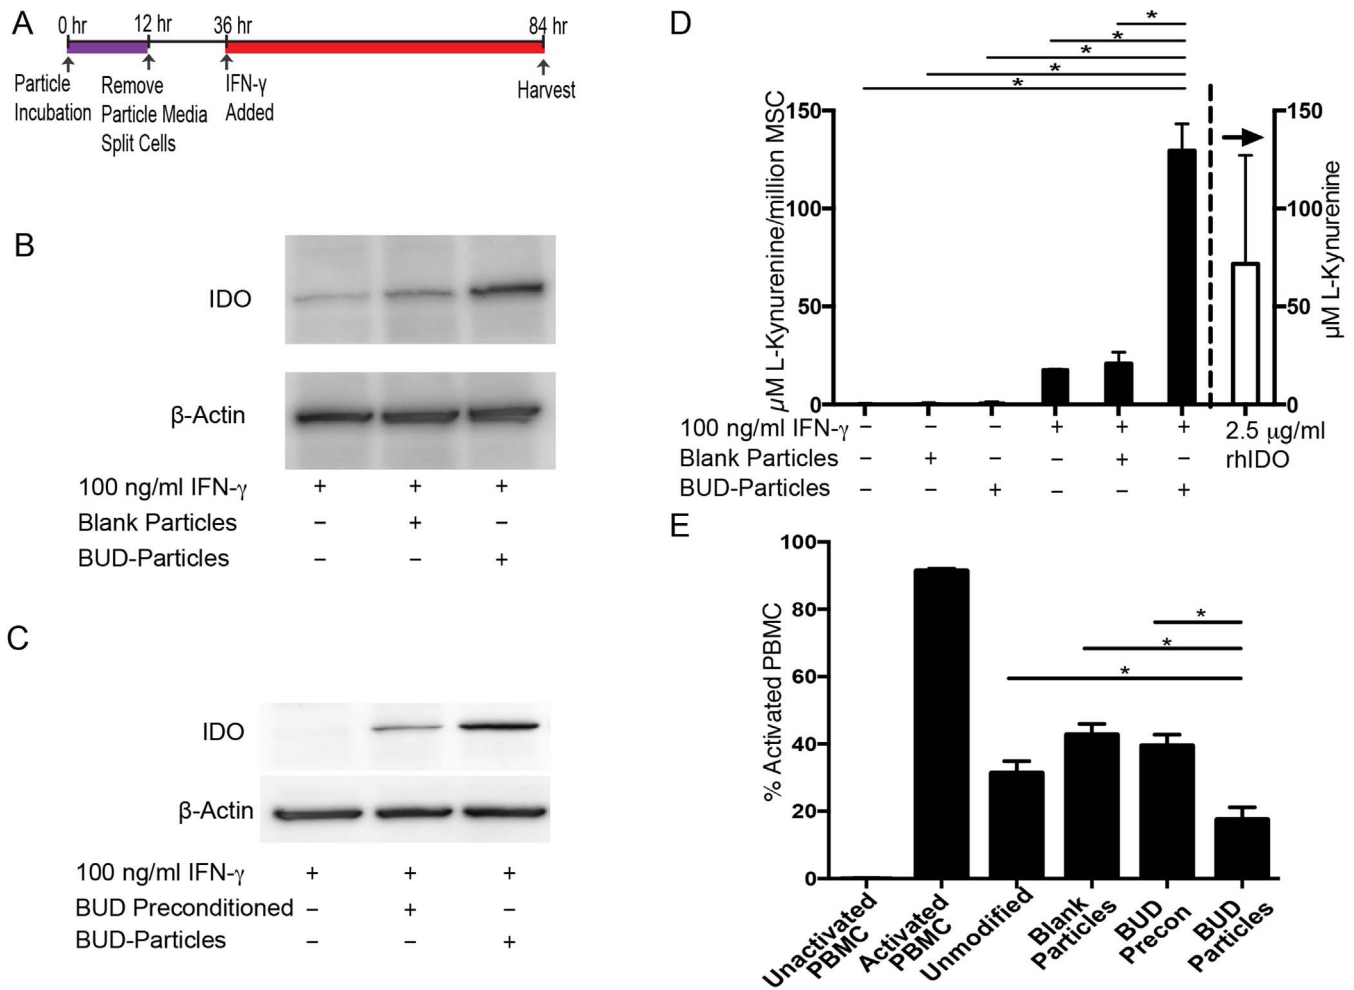 A
0 hr 12 hr 36 hr 84 hr
Particle
Incubation
Remove
Particle Media
Split Cells
IFN-γ
Added
Harvest
B
IDO
β-Actin
100 ng/ml IFN-γ + + +
Blank Particles − + −
BUD-Particles − − +
C
IDO
β-Actin
100 ng/ml IFN-γ + + +
BUD Preconditioned − + −
BUD-Particles − − +
D
*
*
*
*
*
µM L-Kynurenine/million MSC
150
100
50
0
150
100
50
0
µM L-Kynurenine
100 ng/ml IFN-γ − − − + + +
Blank Particles − + − − + −
BUD-Particles − − + − − +
2.5 µg/ml
rhIDO
E
% Activated PBMC
100
80
60
40
20
0
*
*
*
Unactivated
PBMC
Activated
PBMC
Unmodified
Blank
Particles
BUD
Precon
BUD
Particles